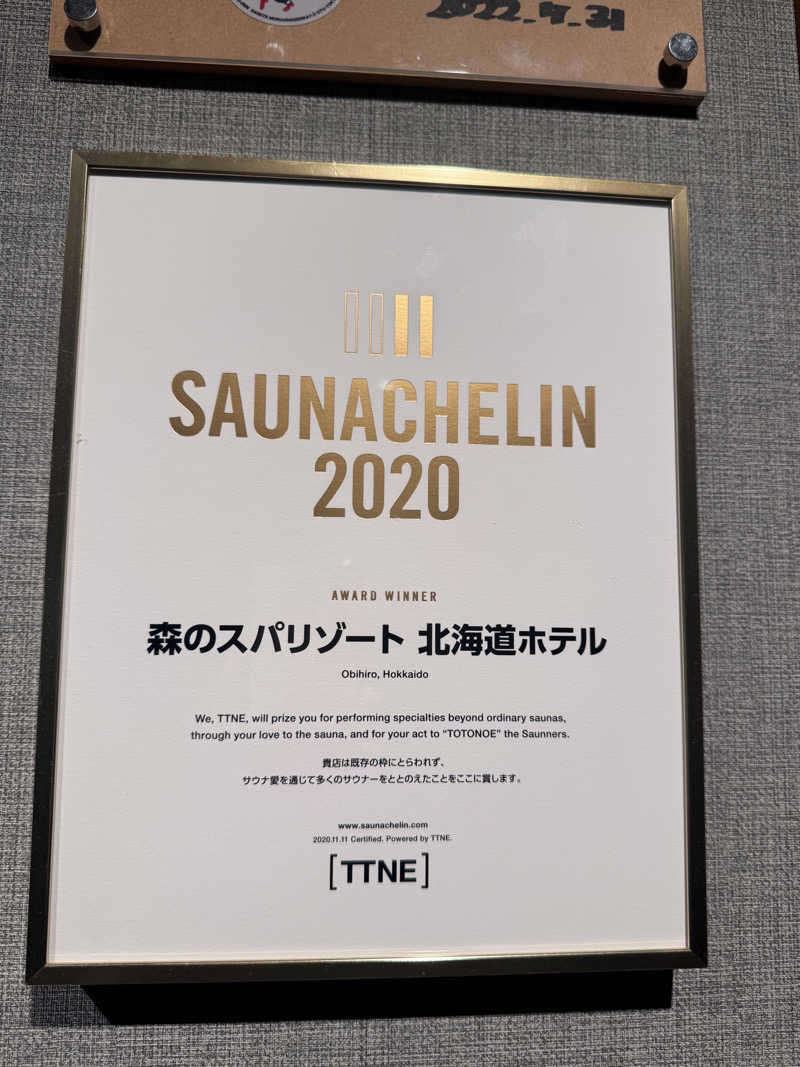 2022.7.31
SAUNACHELIN
2020
AWARD WINNER
森のスパリゾート 北海道ホテル
Obihiro, Hokkaido
We, TTNE, will prize you for performing specialties beyond ordinary saunas,
through your love to the sauna, and for your act to “TOTONOE” the Saunners.
貴店は既存の枠にとらわれず、
サウナ愛を通じて多くのサウナーをととのえたことをここに賞します。
www.saunachelin.com
2020.11.11 Certified. Powered by TTNE.
[TTNE]